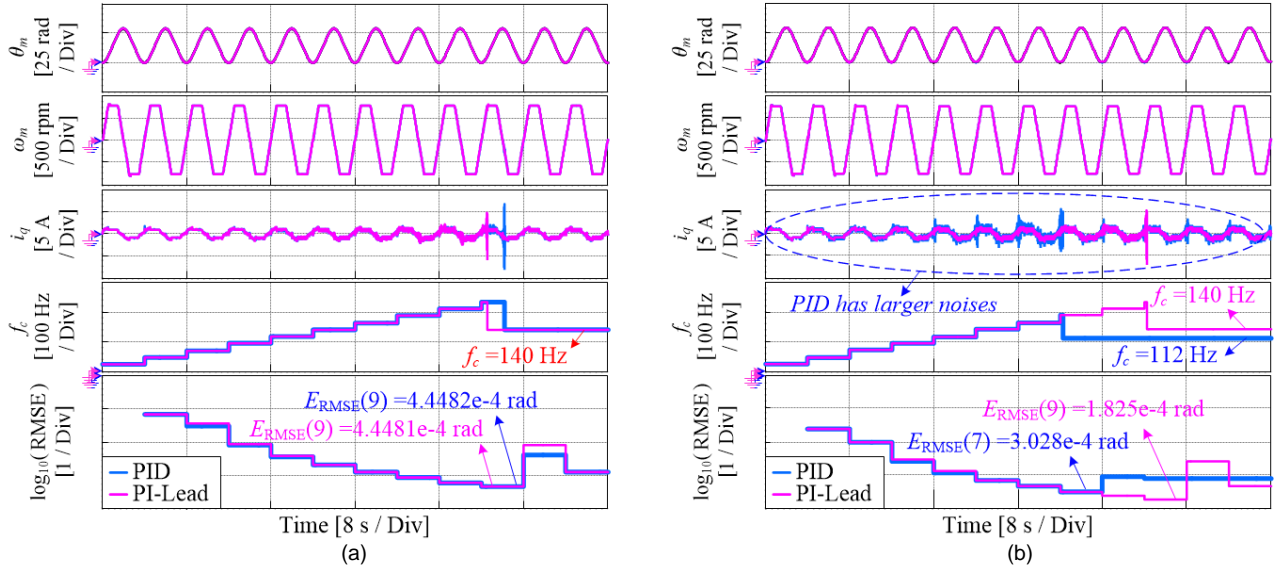 θm
[25 rad
/ Div]
ωm
[500 rpm
/ Div]
iq
[5 A
/ Div]
fc
[100 Hz
/ Div]
fc =140 Hz
log10(RMSE)
[1 / Div]
ERMSE(9) =4.4482e-4 rad
ERMSE(9) =4.4481e-4 rad
PID
PI-Lead
Time [8 s / Div]
(a)
θm
[25 rad
/ Div]
ωm
[500 rpm
/ Div]
iq
[5 A
/ Div]
PID has larger noises
fc
[100 Hz
/ Div]
fc =140 Hz
fc =112 Hz
log10(RMSE)
[1 / Div]
ERMSE(9) =1.825e-4 rad
ERMSE(7) =3.028e-4 rad
PID
PI-Lead
Time [8 s / Div]
(b)